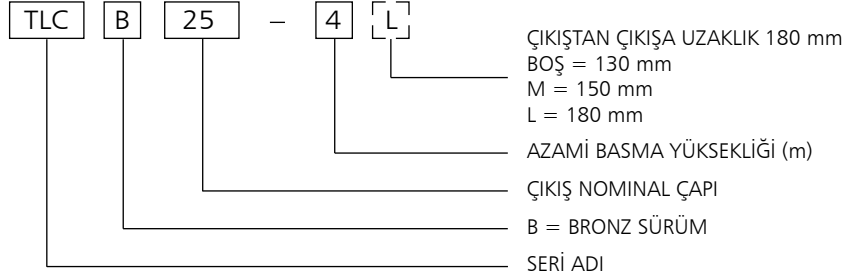 TLC B 25 – 4 L
ÇIKIŞTAN ÇIKIŞA UZAKLIK 180 mm
BOŞ = 130 mm
M = 150 mm
L = 180 mm
AZAMİ BASMA YÜKSEKLİĞİ (m)
ÇIKIŞ NOMINAL ÇAPI
B = BRONZ SÜRÜM
SERİ ADI